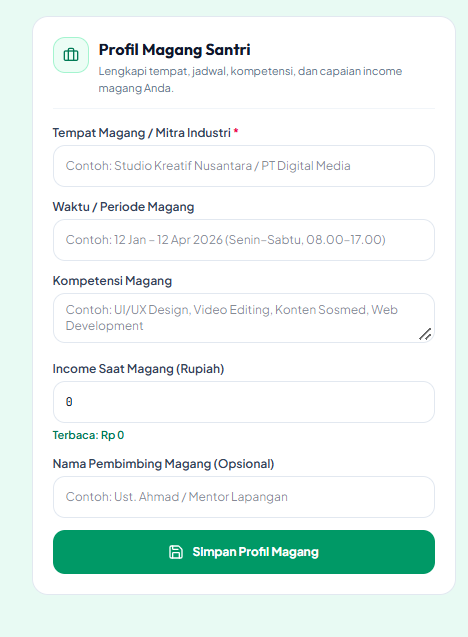 Profil Magang Santri
Lengkapi tempat, jadwal, kompetensi, dan capaian income
magang Anda.
Tempat Magang / Mitra Industri *
Contoh: Studio Kreatif Nusantara / PT Digital Media
Waktu / Periode Magang
Contoh: 12 Jan – 12 Apr 2026 (Senin–Sabtu, 08.00–17.00)
Kompetensi Magang
Contoh: UI/UX Design, Video Editing, Konten Sosmed, Web
Development
Income Saat Magang (Rupiah)
0
Terbaca: Rp 0
Nama Pembimbing Magang (Opsional)
Contoh: Ust. Ahmad / Mentor Lapangan
Simpan Profil Magang